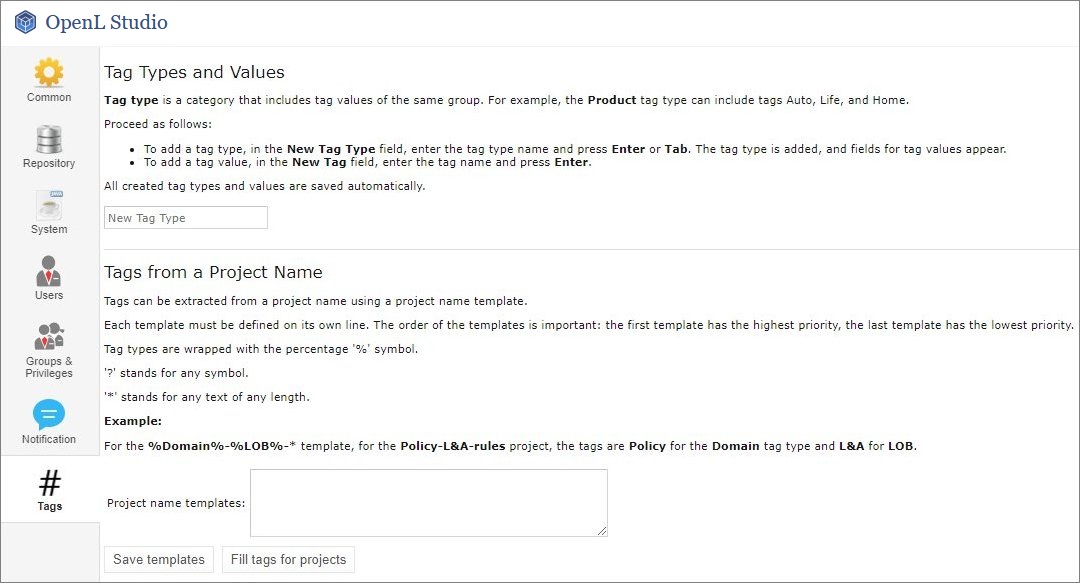 OpenL Studio
Common
Repository
System
Users
Groups &
Privileges
Notification
#
Tags
Tag Types and Values
Tag type is a category that includes tag values of the same group. For example, the Product tag type can include tags Auto, Life, and Home.
Proceed as follows:
• To add a tag type, in the New Tag Type field, enter the tag type name and press Enter or Tab. The tag type is added, and fields for tag values appear.
• To add a tag value, in the New Tag field, enter the tag name and press Enter.
All created tag types and values are saved automatically.
New Tag Type
Tags from a Project Name
Tags can be extracted from a project name using a project name template.
Each template must be defined on its own line. The order of the templates is important: the first template has the highest priority, the last template has the lowest priority.
Tag types are wrapped with the percentage '%' symbol.
'?' stands for any symbol.
'*' stands for any text of any length.
Example:
For the %Domain%-%LOB%-* template, for the Policy-L&A-rules project, the tags are Policy for the Domain tag type and L&A for LOB.
Project name templates:
Save templates Fill tags for projects